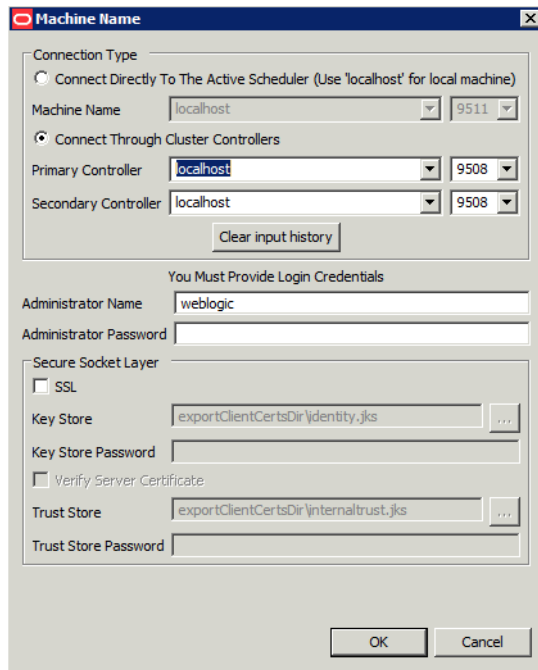 Machine Name
Connection Type
Connect Directly To The Active Scheduler (Use 'localhost' for local machine)
Machine Name localhost 9511
Connect Through Cluster Controllers
Primary Controller localhost 9508
Secondary Controller localhost 9508
Clear input history
You Must Provide Login Credentials
Administrator Name weblogic
Administrator Password
Secure Socket Layer
SSL
Key Store exportClientCertsDir\identity.jks ...
Key Store Password
Verify Server Certificate
Trust Store exportClientCertsDir\internaltrust.jks ...
Trust Store Password
OK Cancel